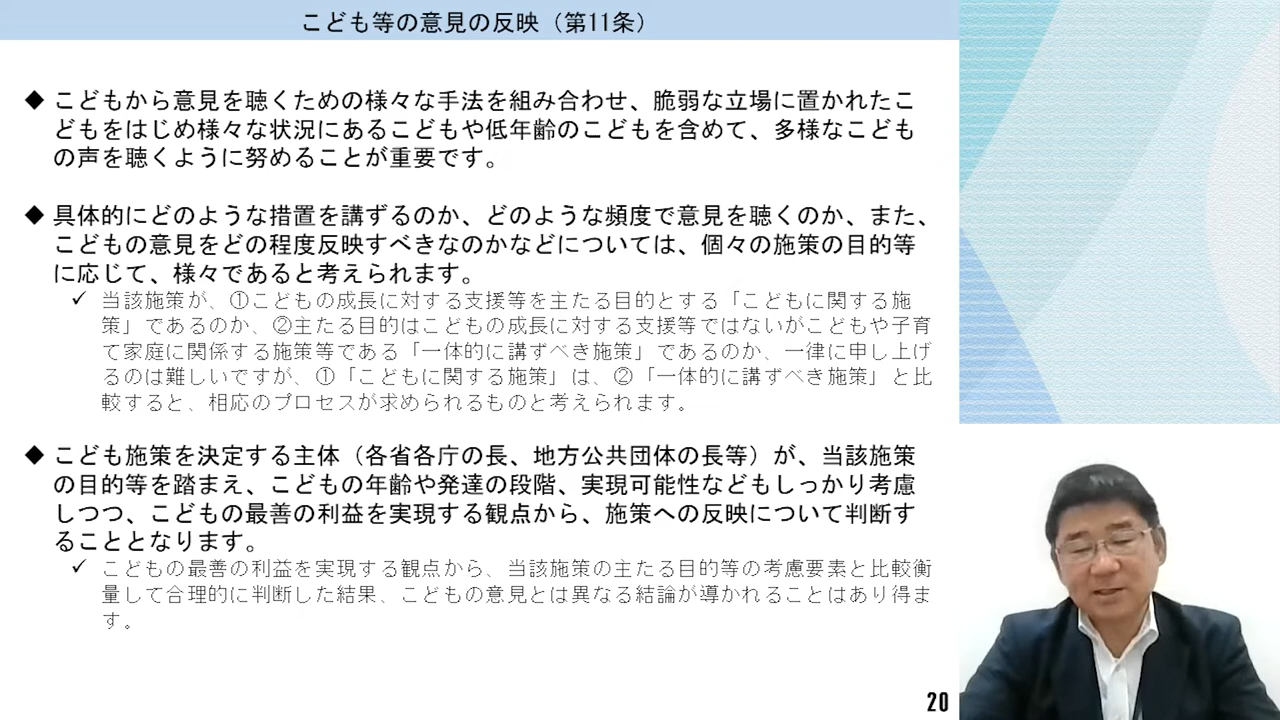 こども等の意見の反映（第11条）
◆ こどもから意見を聴くための様々な手法を組み合わせ、脆弱な立場に置かれたこ
どもをはじめ様々な状況にあるこどもや低年齢のこどもを含めて、多様なこども
の声を聴くように努めることが重要です。
◆ 具体的にどのような措置を講ずるのか、どのような頻度で意見を聴くのか、また、
こどもの意見をどの程度反映すべきなのかなどについては、個々の施策の目的等
に応じて、様々であると考えられます。
✓ 当該施策が、①こどもの成長に対する支援等を主たる目的とする「こどもに関する施
策」であるのか、②主たる目的はこどもの成長に対する支援等ではないがこどもや子育
て家庭に関係する施策等である「一体的に講ずべき施策」であるのか、一律に申し上げ
るのは難しいですが、①「こどもに関する施策」は、②「一体的に講ずべき施策」と比
較すると、相応のプロセスが求められるものと考えられます。
◆ こども施策を決定する主体（各省各庁の長、地方公共団体の長等）が、当該施策
の目的等を踏まえ、こどもの年齢や発達の段階、実現可能性などもしっかり考慮
しつつ、こどもの最善の利益を実現する観点から、施策への反映について判断す
ることとなります。
✓ こどもの最善の利益を実現する観点から、当該施策の主たる目的等の考慮要素と比較衡
量して合理的に判断した結果、こどもの意見とは異なる結論が導かれることはあり得ま
す。
20